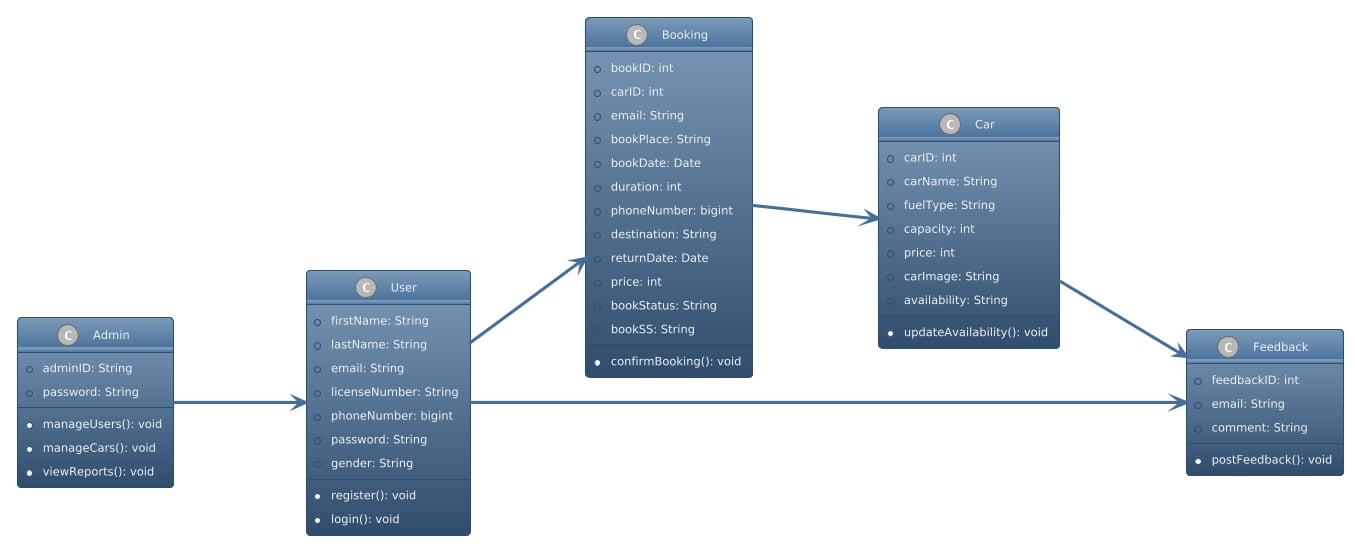 C Admin
adminID: String
password: String
manageUsers(): void
manageCars(): void
viewReports(): void
C User
firstName: String
lastName: String
email: String
licenseNumber: String
phoneNumber: bigint
password: String
gender: String
register(): void
login(): void
C Booking
bookID: int
carID: int
email: String
bookPlace: String
bookDate: Date
duration: int
phoneNumber: bigint
destination: String
returnDate: Date
price: int
bookStatus: String
bookSS: String
confirmBooking(): void
C Car
carID: int
carName: String
fuelType: String
capacity: int
price: int
carImage: String
availability: String
updateAvailability(): void
C Feedback
feedbackID: int
email: String
comment: String
postFeedback(): void